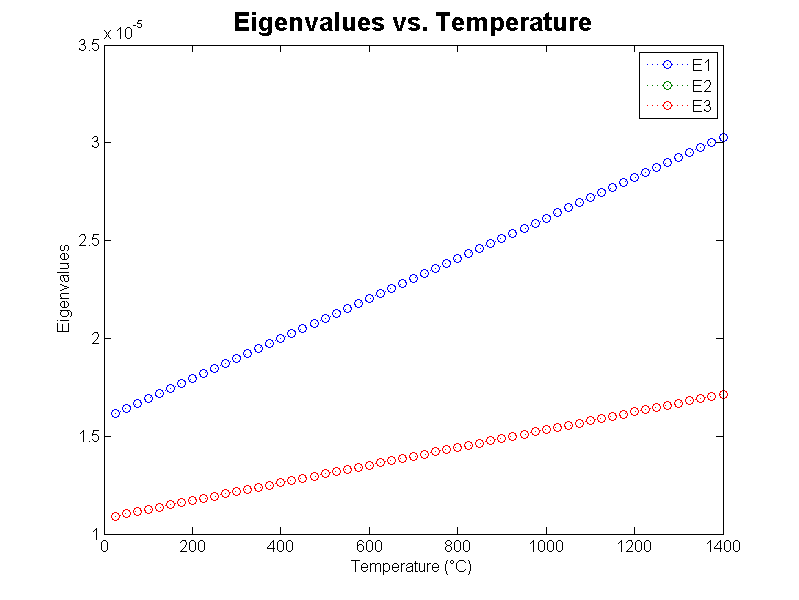 Eigenvalues vs. Temperature
x 10^-5
3.5
3
2.5
2
1.5
1
0 200 400 600 800 1000 1200 1400
Eigenvalues
Temperature (°C)
E1
E2
E3